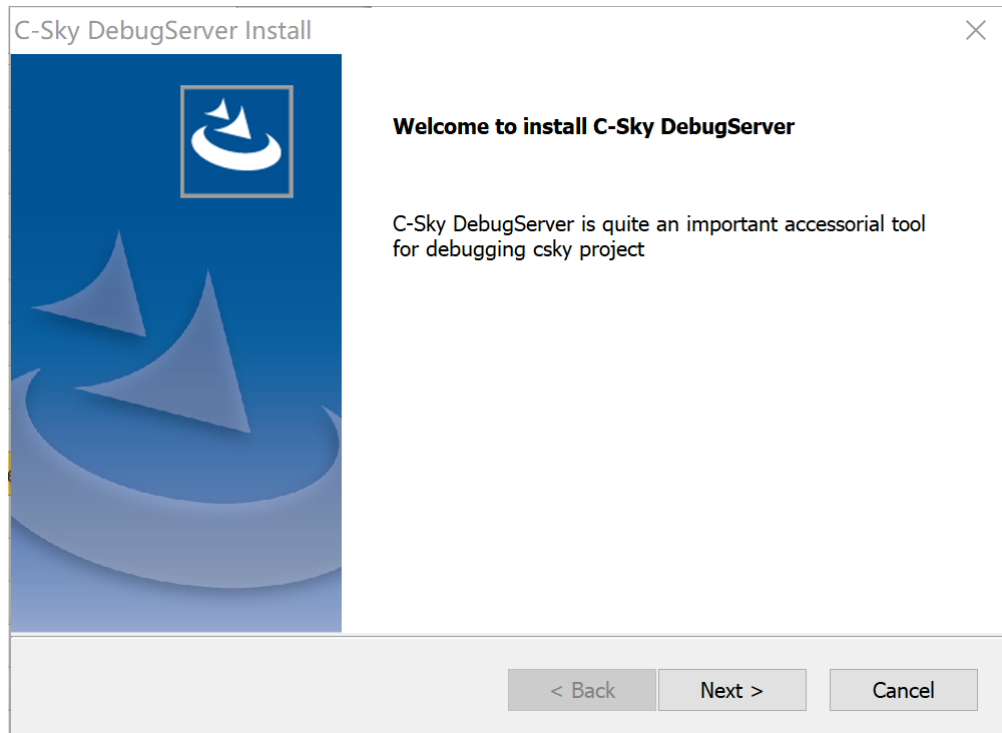 C-Sky DebugServer Install
Welcome to install C-Sky DebugServer
C-Sky DebugServer is quite an important accessorial tool
for debugging csky project
< Back
Next >
Cancel